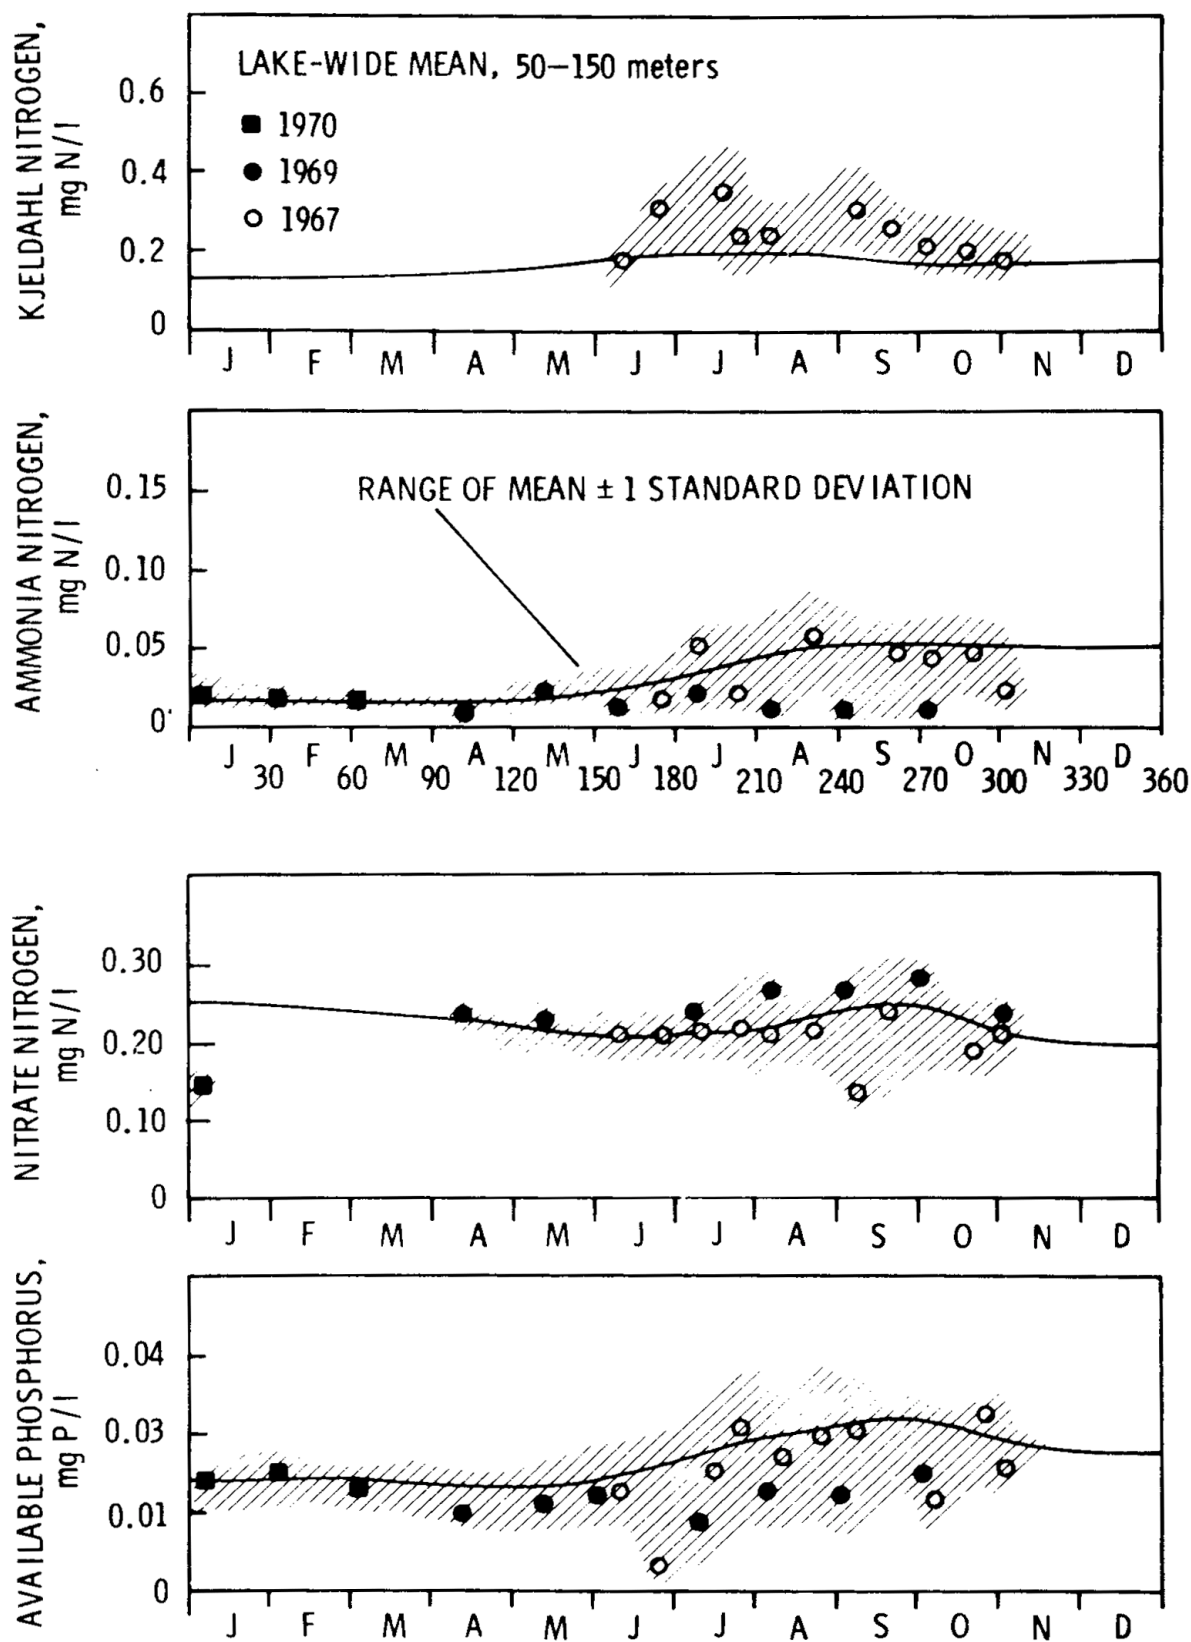 KJELDAHL NITROGEN,
mg N/l
LAKE-WIDE MEAN, 50–150 meters
1970
1969
1967
0.6
0.4
0.2
0
J F M A M J J A S O N D
AMMONIA NITROGEN,
mg N/l
RANGE OF MEAN ± 1 STANDARD DEVIATION
0.15
0.10
0.05
0
J F M A M J J A S O N D
30 60 90 120 150 180 210 240 270 300 330 360
NITRATE NITROGEN,
mg N/l
0.30
0.20
0.10
0
J F M A M J J A S O N D
AVAILABLE PHOSPHORUS,
mg P/l
0.04
0.03
0.01
0
J F M A M J J A S O N D